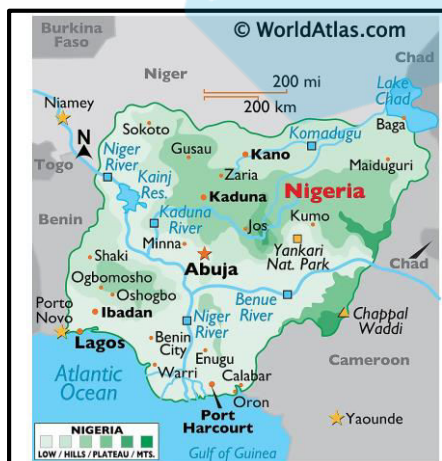 Burkina
Faso
© WorldAtlas.com
Niger
200 mi
200 km
Chad
Lake
Chad
Niamey
N
Sokoto
Komadugu
Baga
Gusau
Kano
Niger
River
Zaria
Maiduguri
Togo
Kainj
Res.
Kaduna
Nigeria
Benin
Kaduna
River
Jos
Kumo
Minna
Yankari
Nat. Park
Shaki
Abuja
Chad
Ogbomosho
Oshogbo
Benue
River
Chappal
Waddi
Porto
Novo
Ibadan
Niger
River
Lagos
Benin
City
Enugu
Cameroon
Atlantic
Ocean
Warri
Calabar
Oron
Port
Harcourt
Yaounde
NIGERIA
LOW / HILLS / PLATEAU / MTS.
Gulf of Guinea